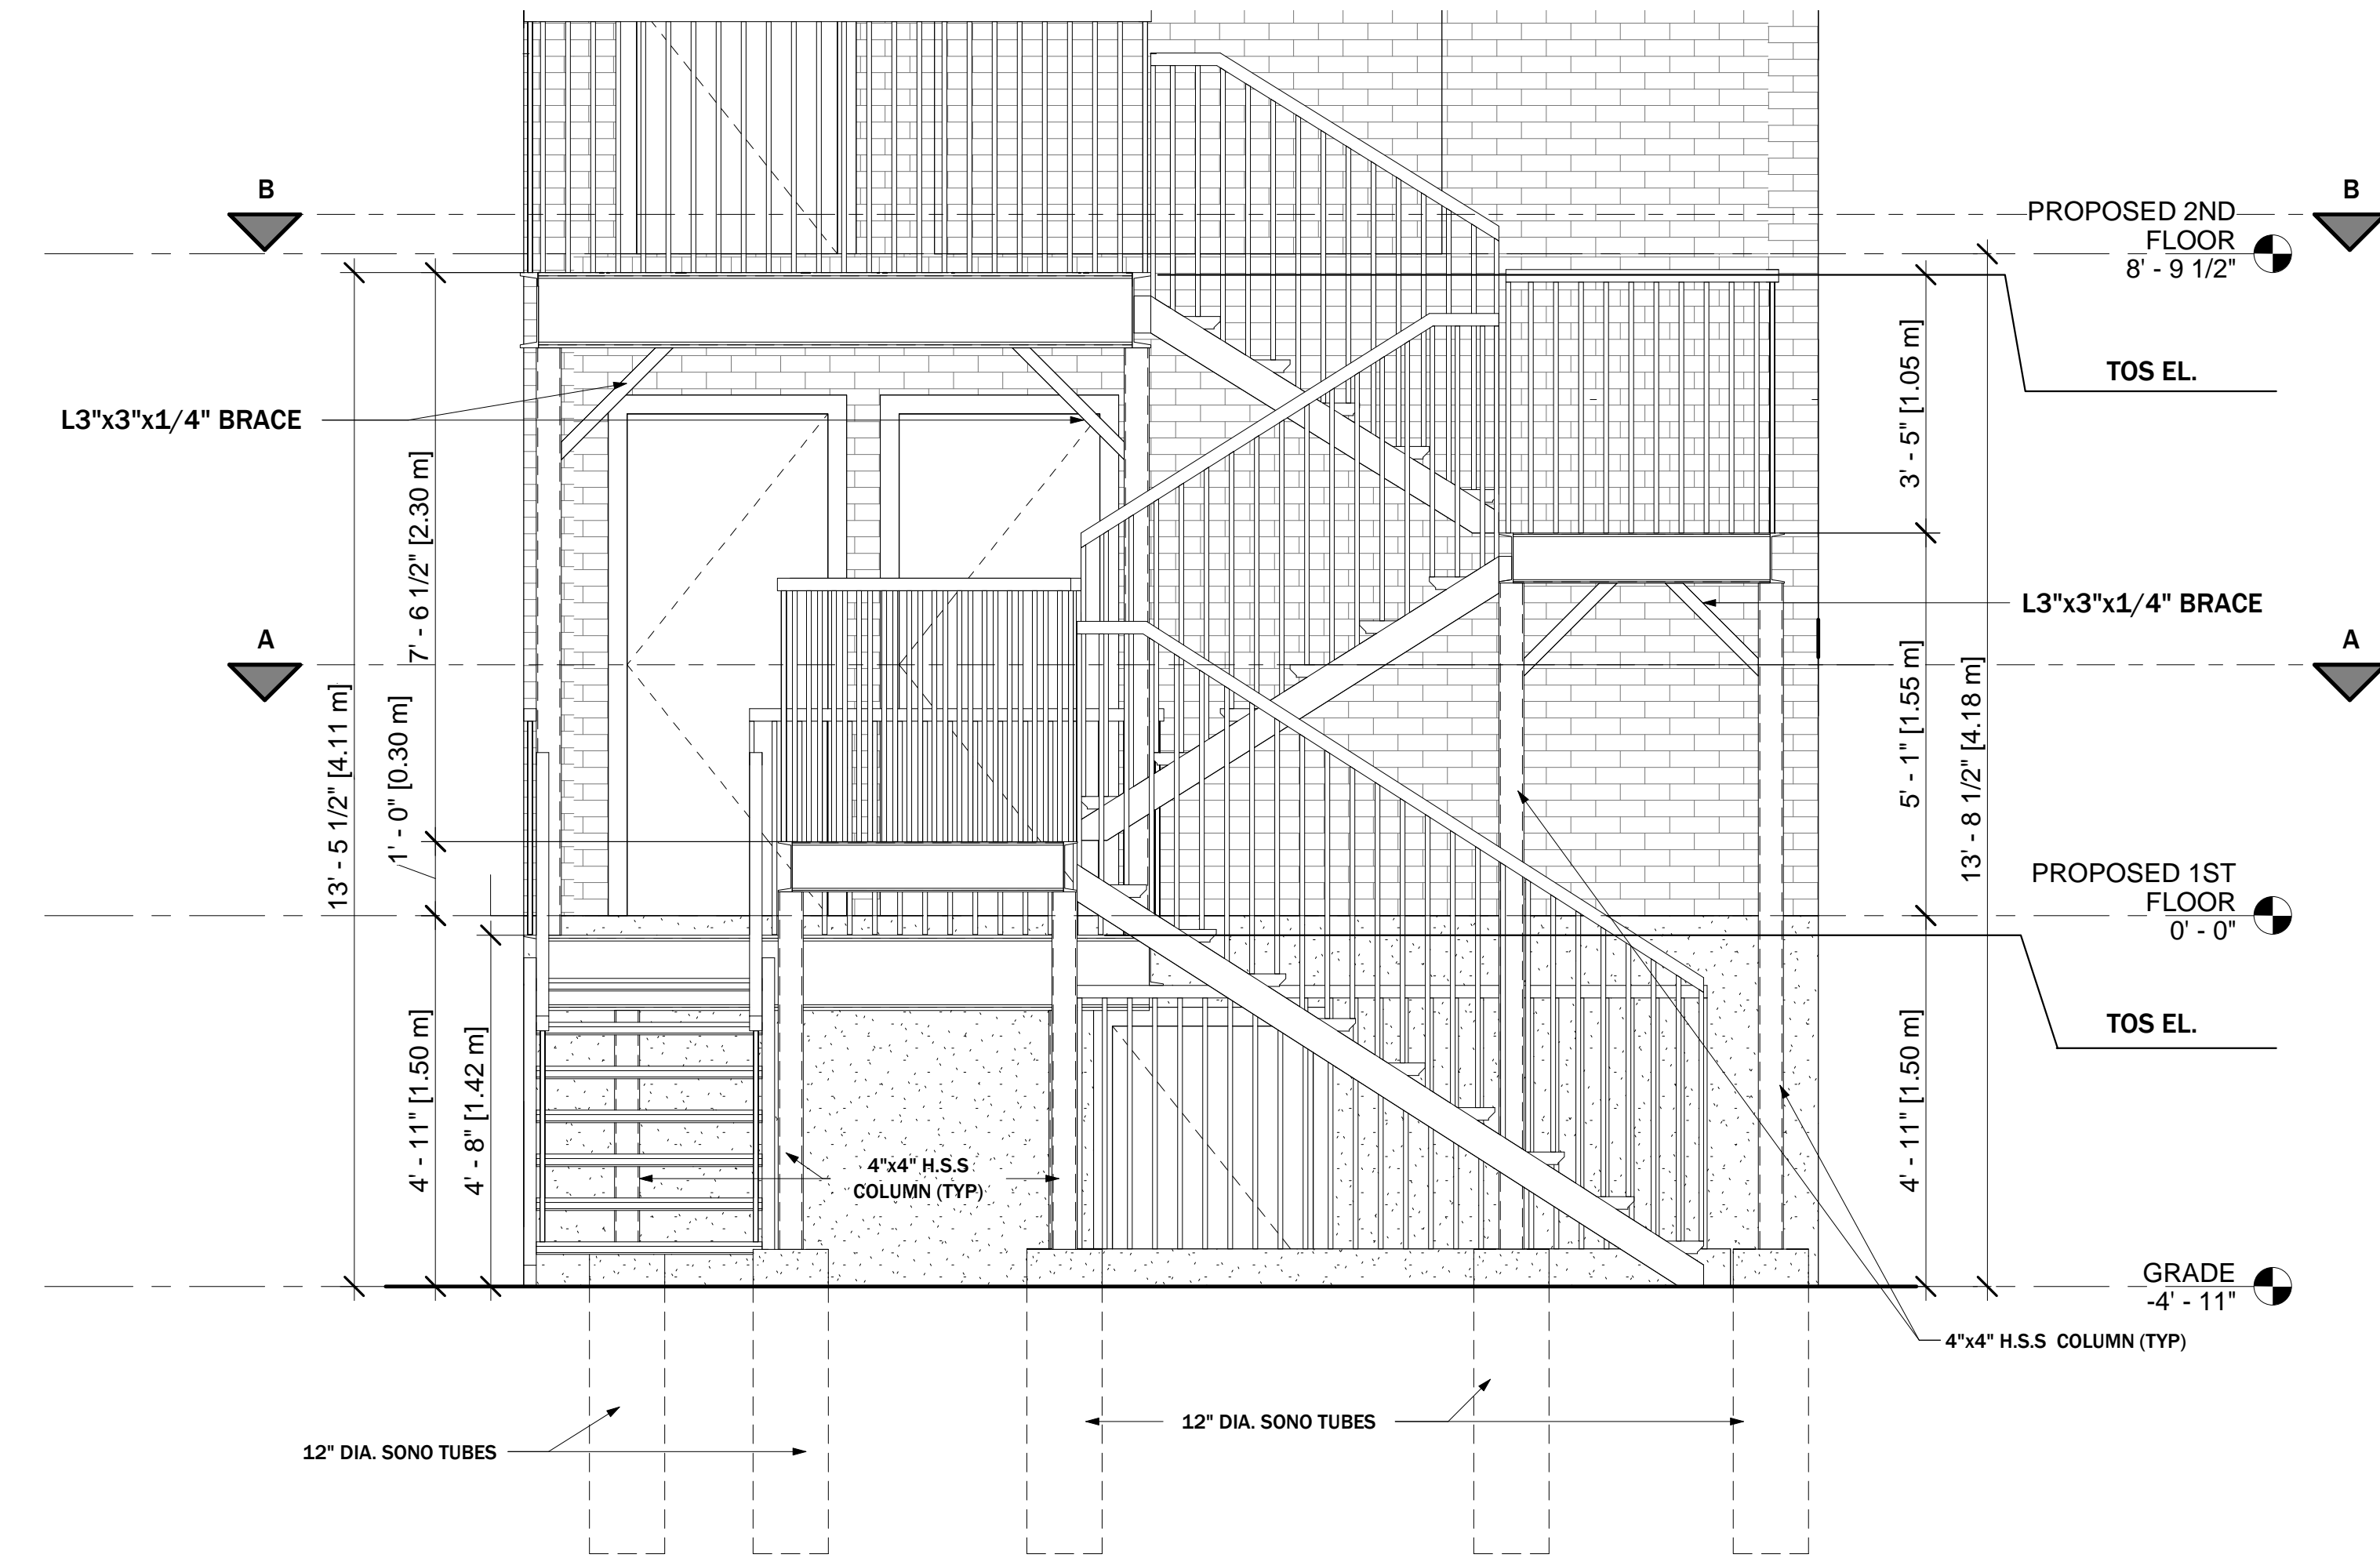 B
B
PROPOSED 2ND
FLOOR
8' - 9 1/2"
TOS EL.
3' - 5" [1.05 m]
L3"x3"x1/4" BRACE
7' - 6 1/2" [2.30 m]
L3"x3"x1/4" BRACE
A
A
13' - 5 1/2" [4.11 m]
1' - 0" [0.30 m]
5' - 1" [1.55 m]
13' - 8 1/2" [4.18 m]
PROPOSED 1ST
FLOOR
0' - 0"
TOS EL.
4' - 11" [1.50 m]
4' - 8" [1.42 m]
4' - 11" [1.50 m]
4"x4" H.S.S
COLUMN (TYP)
GRADE
-4' - 11"
4"x4" H.S.S COLUMN (TYP)
12" DIA. SONO TUBES
12" DIA. SONO TUBES